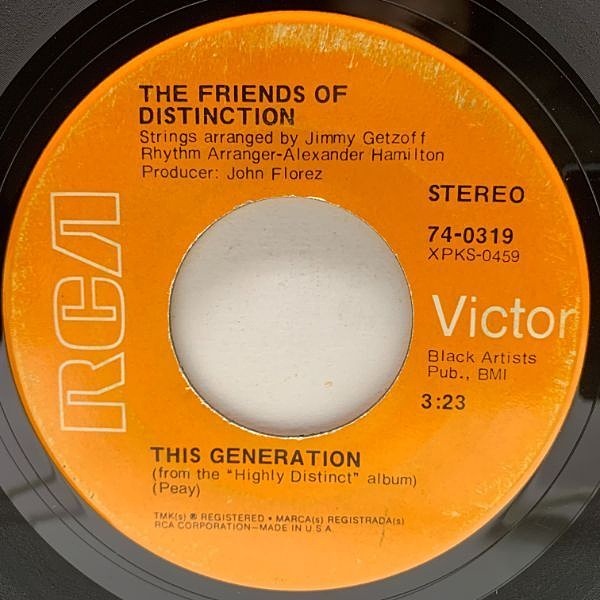 THE FRIENDS OF
DISTINCTION
Strings arranged by Jimmy Getzoff
Rhythm Arranger-Alexander Hamilton
Producer: John Florez
STEREO
74-0319
XPKS-0459
RCA
Victor
Black Artists
Pub., BMI
3:23
THIS GENERATION
(from the "Highly Distinct" album)
(Peay)
TMK(s) ® REGISTERED • MARCA(s) REGISTRADA(s)
RCA CORPORATION—MADE IN U.S.A.